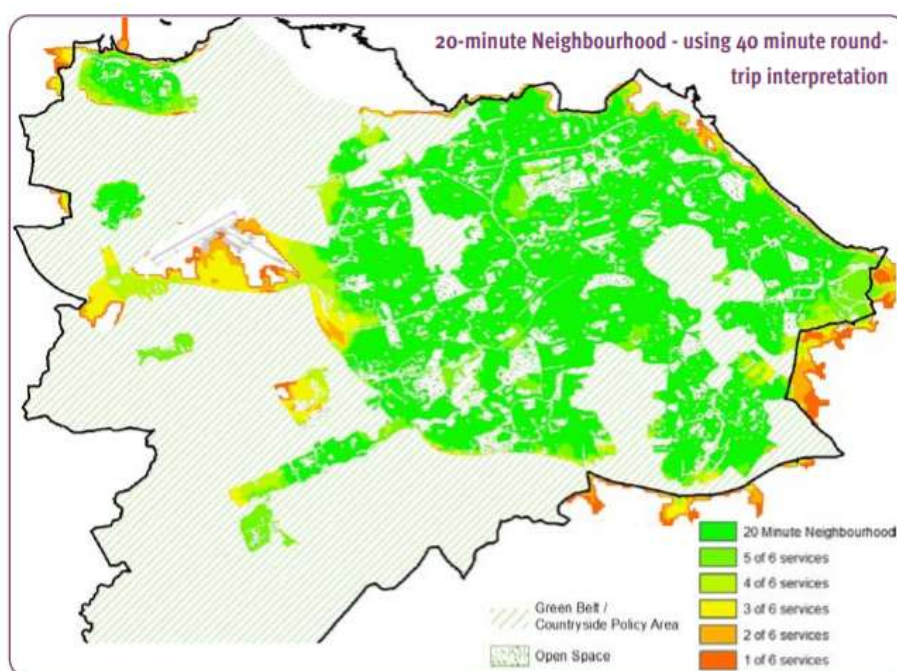 20-minute Neighbourhood - using 40 minute round-
trip interpretation
20 Minute Neighbourhood
5 of 6 services
4 of 6 services
3 of 6 services
2 of 6 services
1 of 6 services
Green Belt /
Countryside Policy Area
Open Space